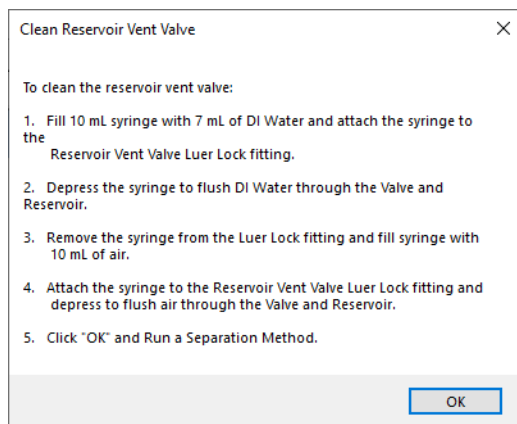 Clean Reservoir Vent Valve
To clean the reservoir vent valve:
1. Fill 10 mL syringe with 7 mL of DI Water and attach the syringe to
the
Reservoir Vent Valve Luer Lock fitting.
2. Depress the syringe to flush DI Water through the Valve and
Reservoir.
3. Remove the syringe from the Luer Lock fitting and fill syringe with
10 mL of air.
4. Attach the syringe to the Reservoir Vent Valve Luer Lock fitting and
depress to flush air through the Valve and Reservoir.
5. Click "OK" and Run a Separation Method.
OK